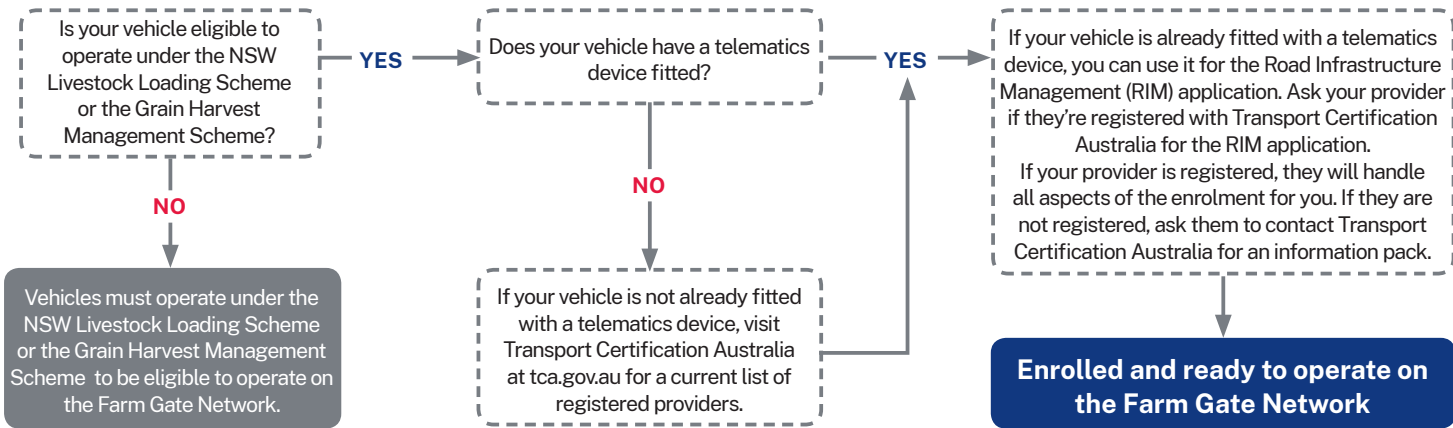 Is your vehicle eligible to
operate under the NSW
Livestock Loading Scheme
or the Grain Harvest
Management Scheme?
YES
Does your vehicle have a telematics
device fitted?
YES
If your vehicle is already fitted with a telematics
device, you can use it for the Road Infrastructure
Management (RIM) application. Ask your provider
if they're registered with Transport Certification
Australia for the RIM application.
If your provider is registered, they will handle
all aspects of the enrolment for you. If they are
not registered, ask them to contact Transport
Certification Australia for an information pack.
NO
NO
Vehicles must operate under the
NSW Livestock Loading Scheme
or the Grain Harvest Management
Scheme to be eligible to operate on
the Farm Gate Network.
If your vehicle is not already fitted
with a telematics device, visit
Transport Certification Australia
at tca.gov.au for a current list of
registered providers.
Enrolled and ready to operate on
the Farm Gate Network